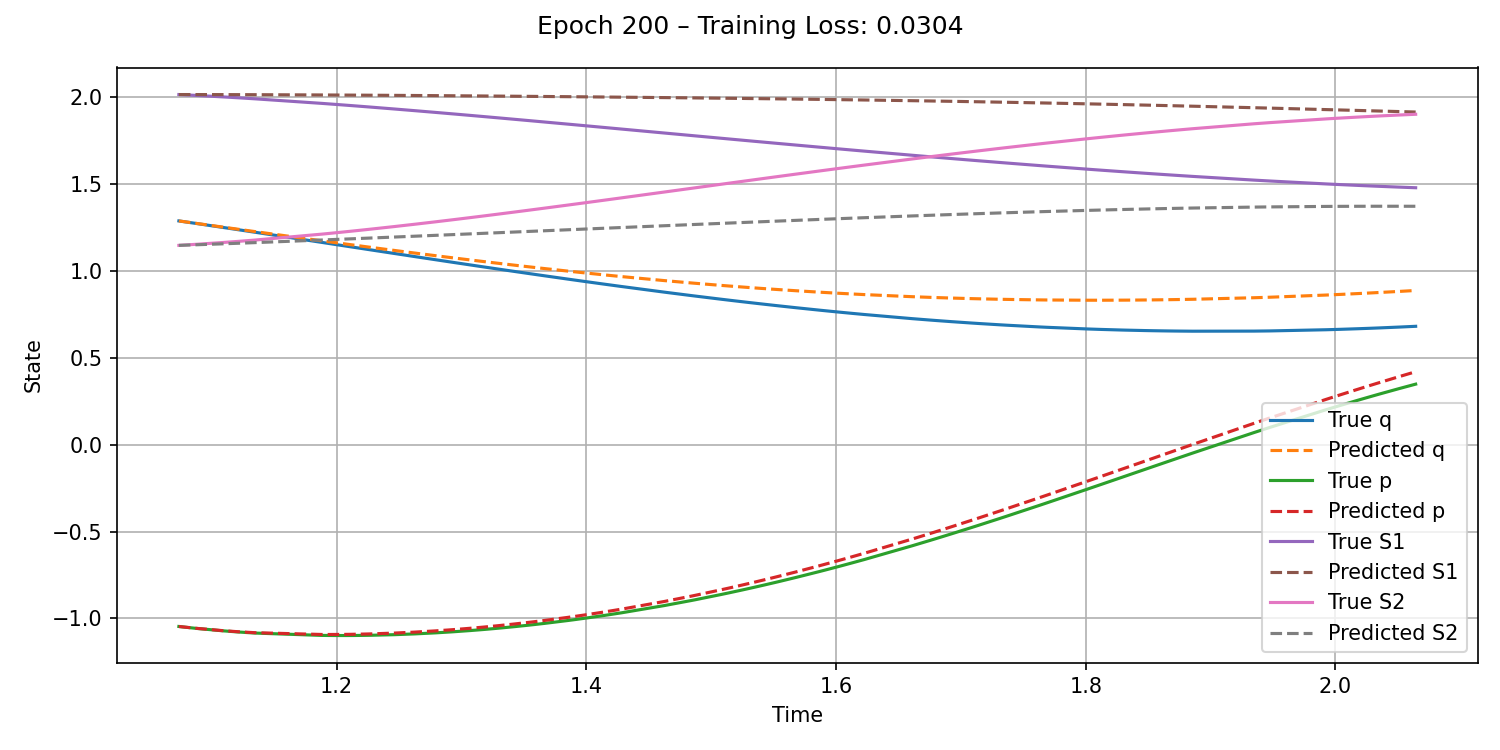 Epoch 200 – Training Loss: 0.0304
2.0
1.5
1.0
0.5
0.0
−0.5
−1.0
State
1.2
1.4
1.6
1.8
2.0
Time
True q
Predicted q
True p
Predicted p
True S1
Predicted S1
True S2
Predicted S2